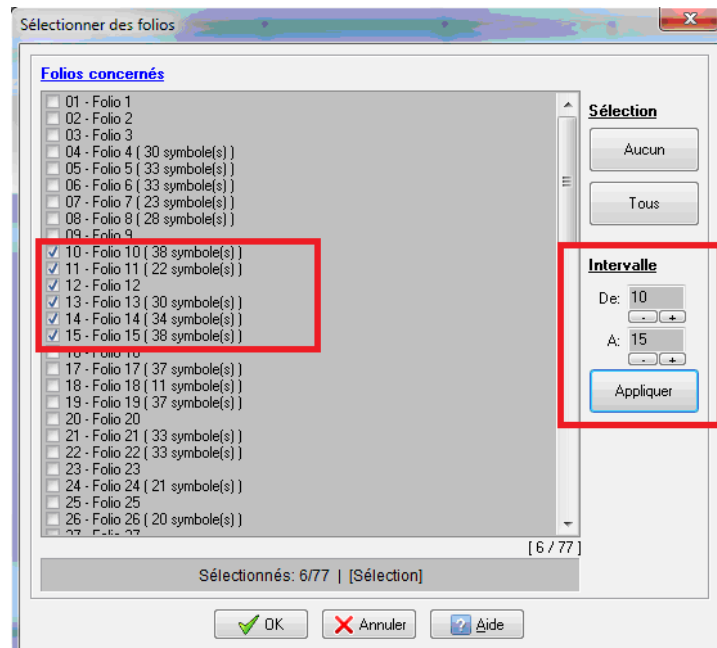 Sélectionner des folios
Folios concernés
01 - Folio 1
02 - Folio 2
03 - Folio 3
04 - Folio 4 ( 30 symbole(s) )
05 - Folio 5 ( 33 symbole(s) )
06 - Folio 6 ( 33 symbole(s) )
07 - Folio 7 ( 23 symbole(s) )
08 - Folio 8 ( 28 symbole(s) )
09 - Folio 9
10 - Folio 10 ( 38 symbole(s) )
11 - Folio 11 ( 22 symbole(s) )
12 - Folio 12
13 - Folio 13 ( 30 symbole(s) )
14 - Folio 14 ( 34 symbole(s) )
15 - Folio 15 ( 38 symbole(s) )
16 - Folio 16
17 - Folio 17 ( 37 symbole(s) )
18 - Folio 18 ( 11 symbole(s) )
19 - Folio 19 ( 37 symbole(s) )
20 - Folio 20
21 - Folio 21 ( 33 symbole(s) )
22 - Folio 22 ( 33 symbole(s) )
23 - Folio 23
24 - Folio 24 ( 21 symbole(s) )
25 - Folio 25
26 - Folio 26 ( 20 symbole(s) )
27 - Folio 27
[ 6 / 77 ]
Sélectionnés: 6/77 | [Sélection]
Sélection
Aucun
Tous
Intervalle
De: 10
- +
A: 15
- +
Appliquer
OK
Annuler
? Aide